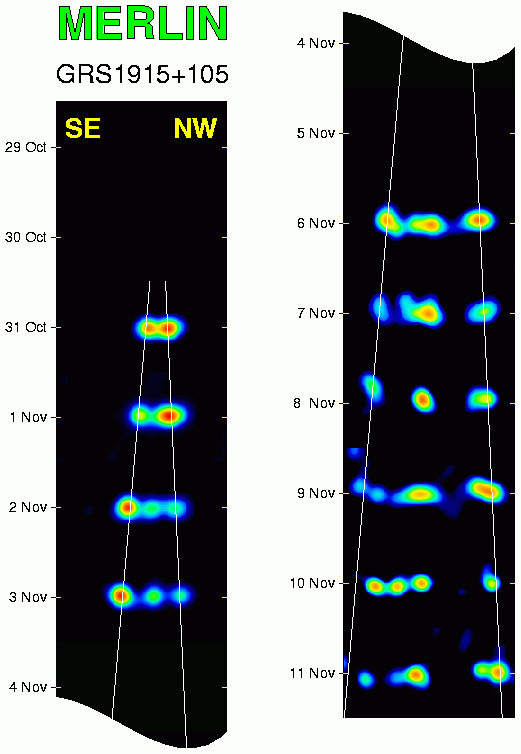 MERLIN
GRS1915+105
SE NW
29 Oct
30 Oct
31 Oct
1 Nov
2 Nov
3 Nov
4 Nov
4 Nov
5 Nov
6 Nov
7 Nov
8 Nov
9 Nov
10 Nov
11 Nov